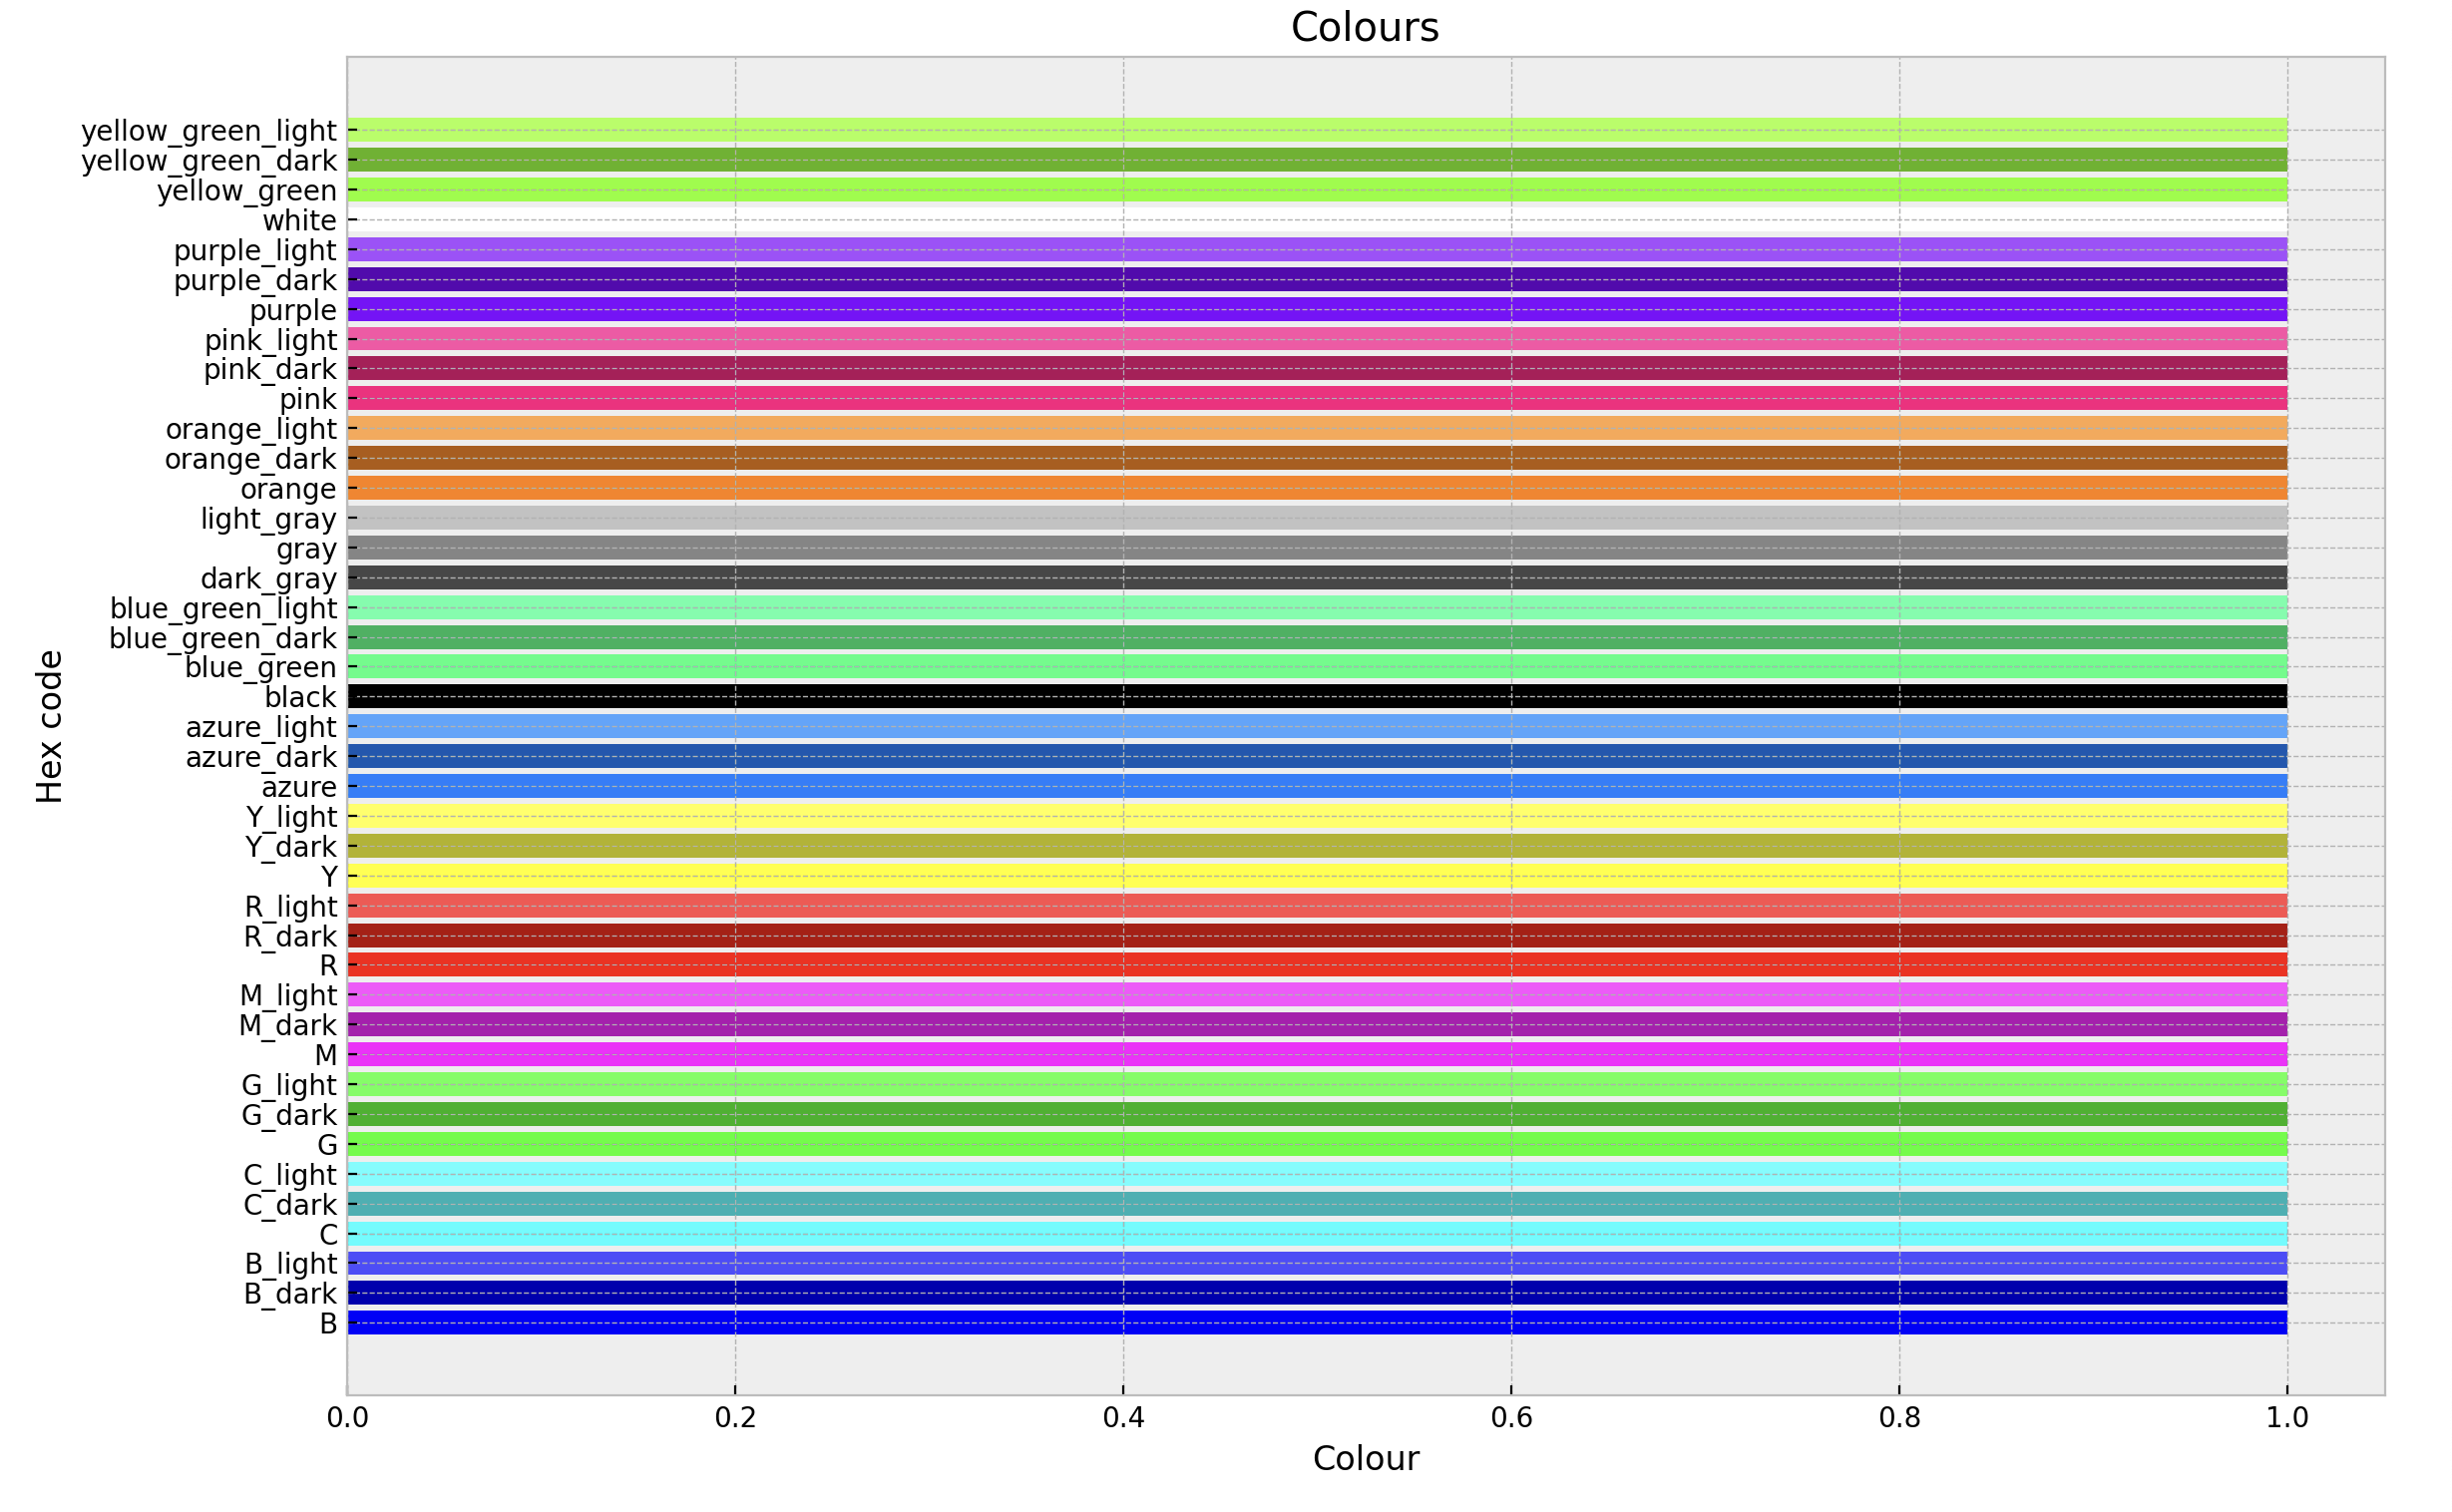 Colours
yellow_green_light
yellow_green_dark
yellow_green
white
purple_light
purple_dark
purple
pink_light
pink_dark
pink
orange_light
orange_dark
orange
light_gray
gray
dark_gray
blue_green_light
blue_green_dark
blue_green
black
azure_light
azure_dark
azure
Y_light
Y_dark
Y
R_light
R_dark
R
M_light
M_dark
M
G_light
G_dark
G
C_light
C_dark
C
B_light
B_dark
B
Hex code
0.0 0.2 0.4 0.6 0.8 1.0
Colour